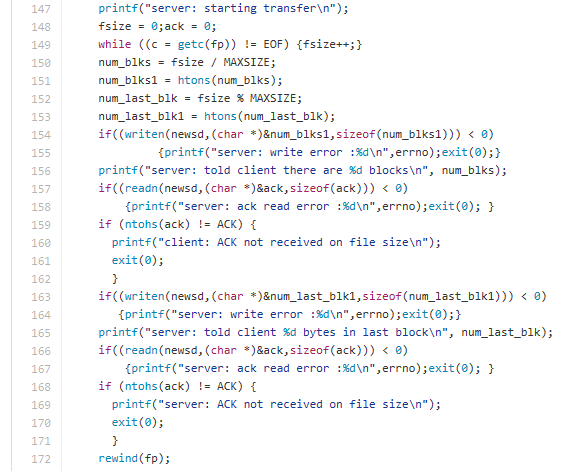 147 printf("server: starting transfer\n");
148 fsize = 0;ack = 0;
149 while ((c = getc(fp)) != EOF) {fsize++;}
150 num_blks = fsize / MAXSIZE;
151 num_blks1 = htons(num_blks);
152 num_last_blk = fsize % MAXSIZE;
153 num_last_blk1 = htons(num_last_blk);
154 if((writen(newsd,(char *)&num_blks1,sizeof(num_blks1))) < 0)
155 {printf("server: write error :%d\n",errno);exit(0);}
156 printf("server: told client there are %d blocks\n", num_blks);
157 if((readn(newsd,(char *)&ack,sizeof(ack))) < 0)
158 {printf("server: ack read error :%d\n",errno);exit(0); }
159 if (ntohs(ack) != ACK) {
160 printf("client: ACK not received on file size\n");
161 exit(0);
162 }
163 if((writen(newsd,(char *)&num_last_blk1,sizeof(num_last_blk1))) < 0)
164 {printf("server: write error :%d\n",errno);exit(0);}
165 printf("server: told client %d bytes in last block\n", num_last_blk);
166 if((readn(newsd,(char *)&ack,sizeof(ack))) < 0)
167 {printf("server: ack read error :%d\n",errno);exit(0); }
168 if (ntohs(ack) != ACK) {
169 printf("server: ACK not received on file size\n");
170 exit(0);
171 }
172 rewind(fp);